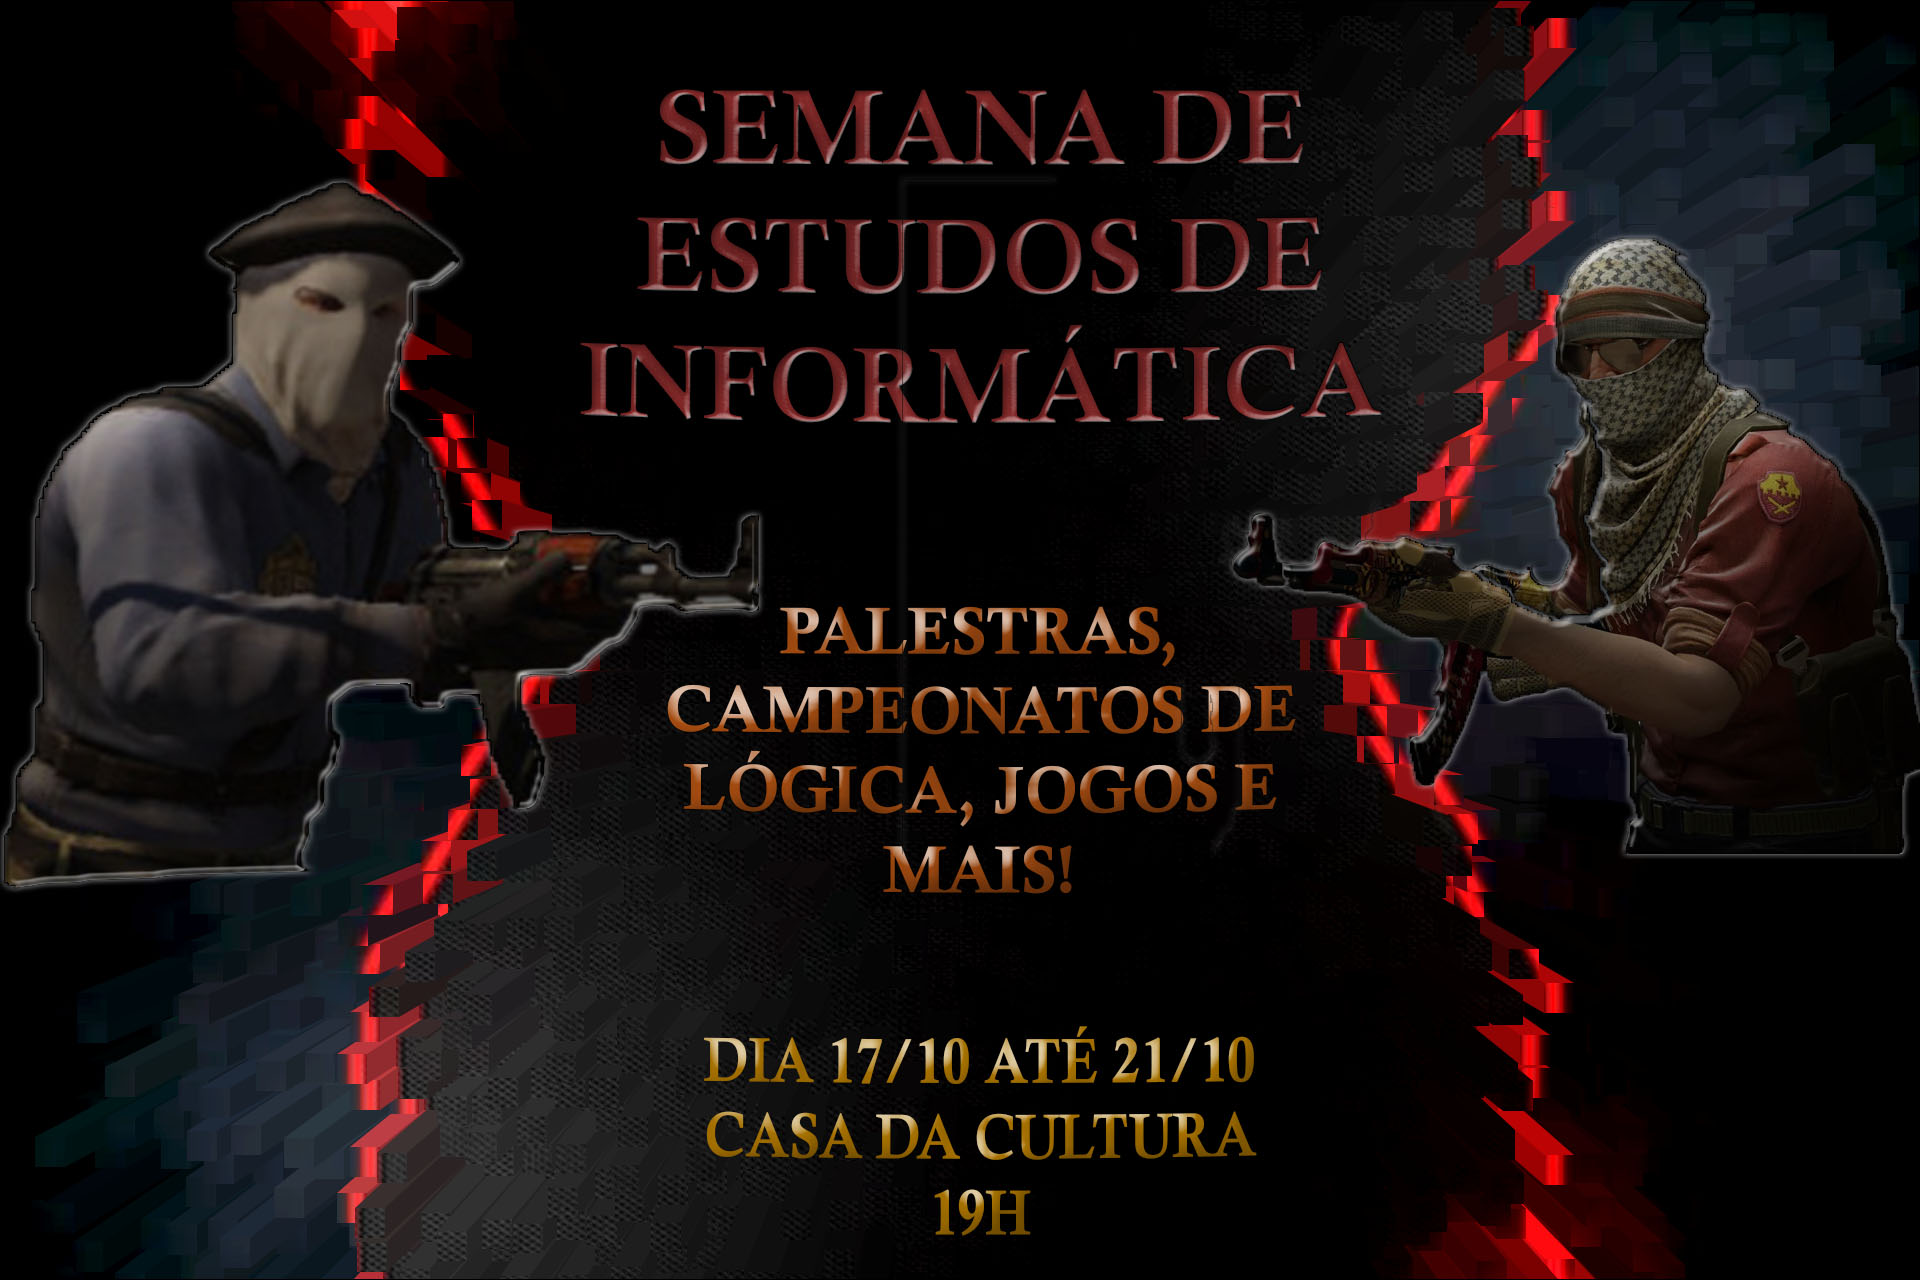 SEMANA DE
ESTUDOS DE
INFORMÁTICA
PALESTRAS,
CAMPEONATOS DE
LÓGICA, JOGOS E
MAIS!
DIA 17/10 ATÉ 21/10
CASA DA CULTURA
19H